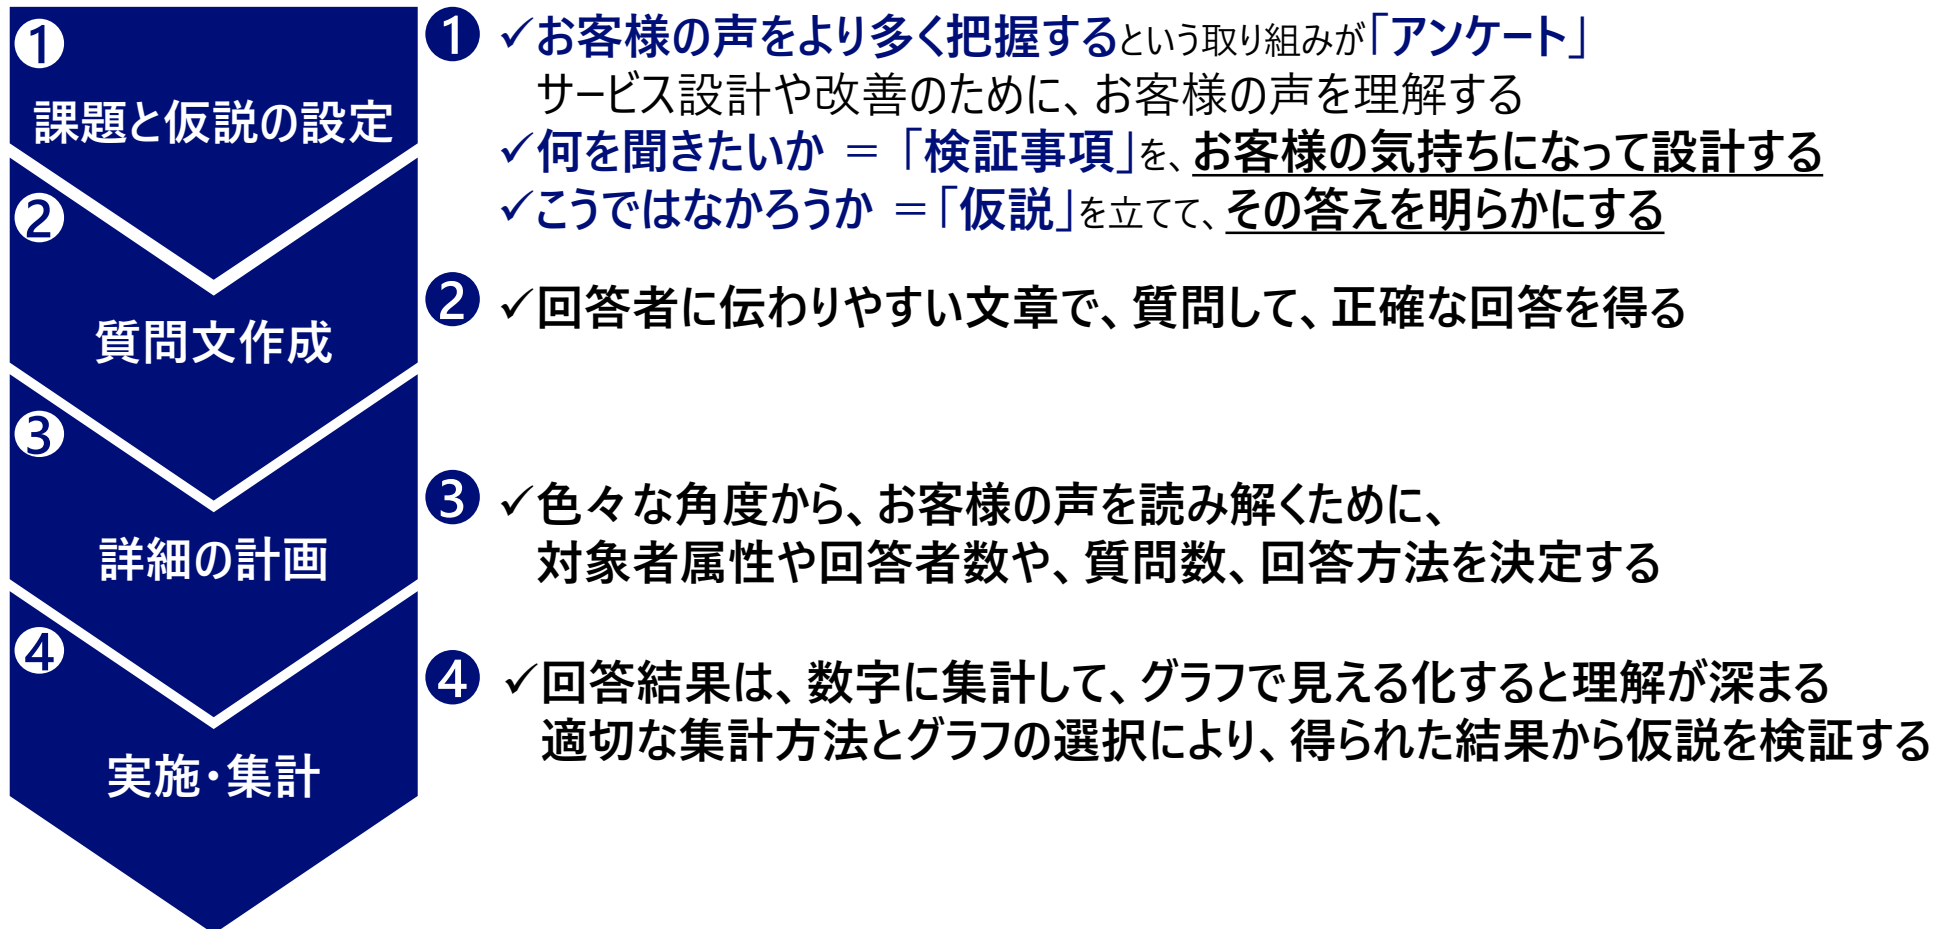 ❶
課題と仮説の設定
❷
質問文作成
❸
詳細の計画
❹
実施・集計
❶ ✓お客様の声をより多く把握するという取り組みが「アンケート」
サービス設計や改善のために、お客様の声を理解する
✓何を聞きたいか ＝「検証事項」を、お客様の気持ちになって設計する
✓こうではなかろうか ＝「仮説」を立てて、その答えを明らかにする
❷ ✓回答者に伝わりやすい文章で、質問して、正確な回答を得る
❸ ✓色々な角度から、お客様の声を読み解くために、
対象者属性や回答者数や、質問数、回答方法を決定する
❹ ✓回答結果は、数字に集計して、グラフで見える化すると理解が深まる
適切な集計方法とグラフの選択により、得られた結果から仮説を検証する